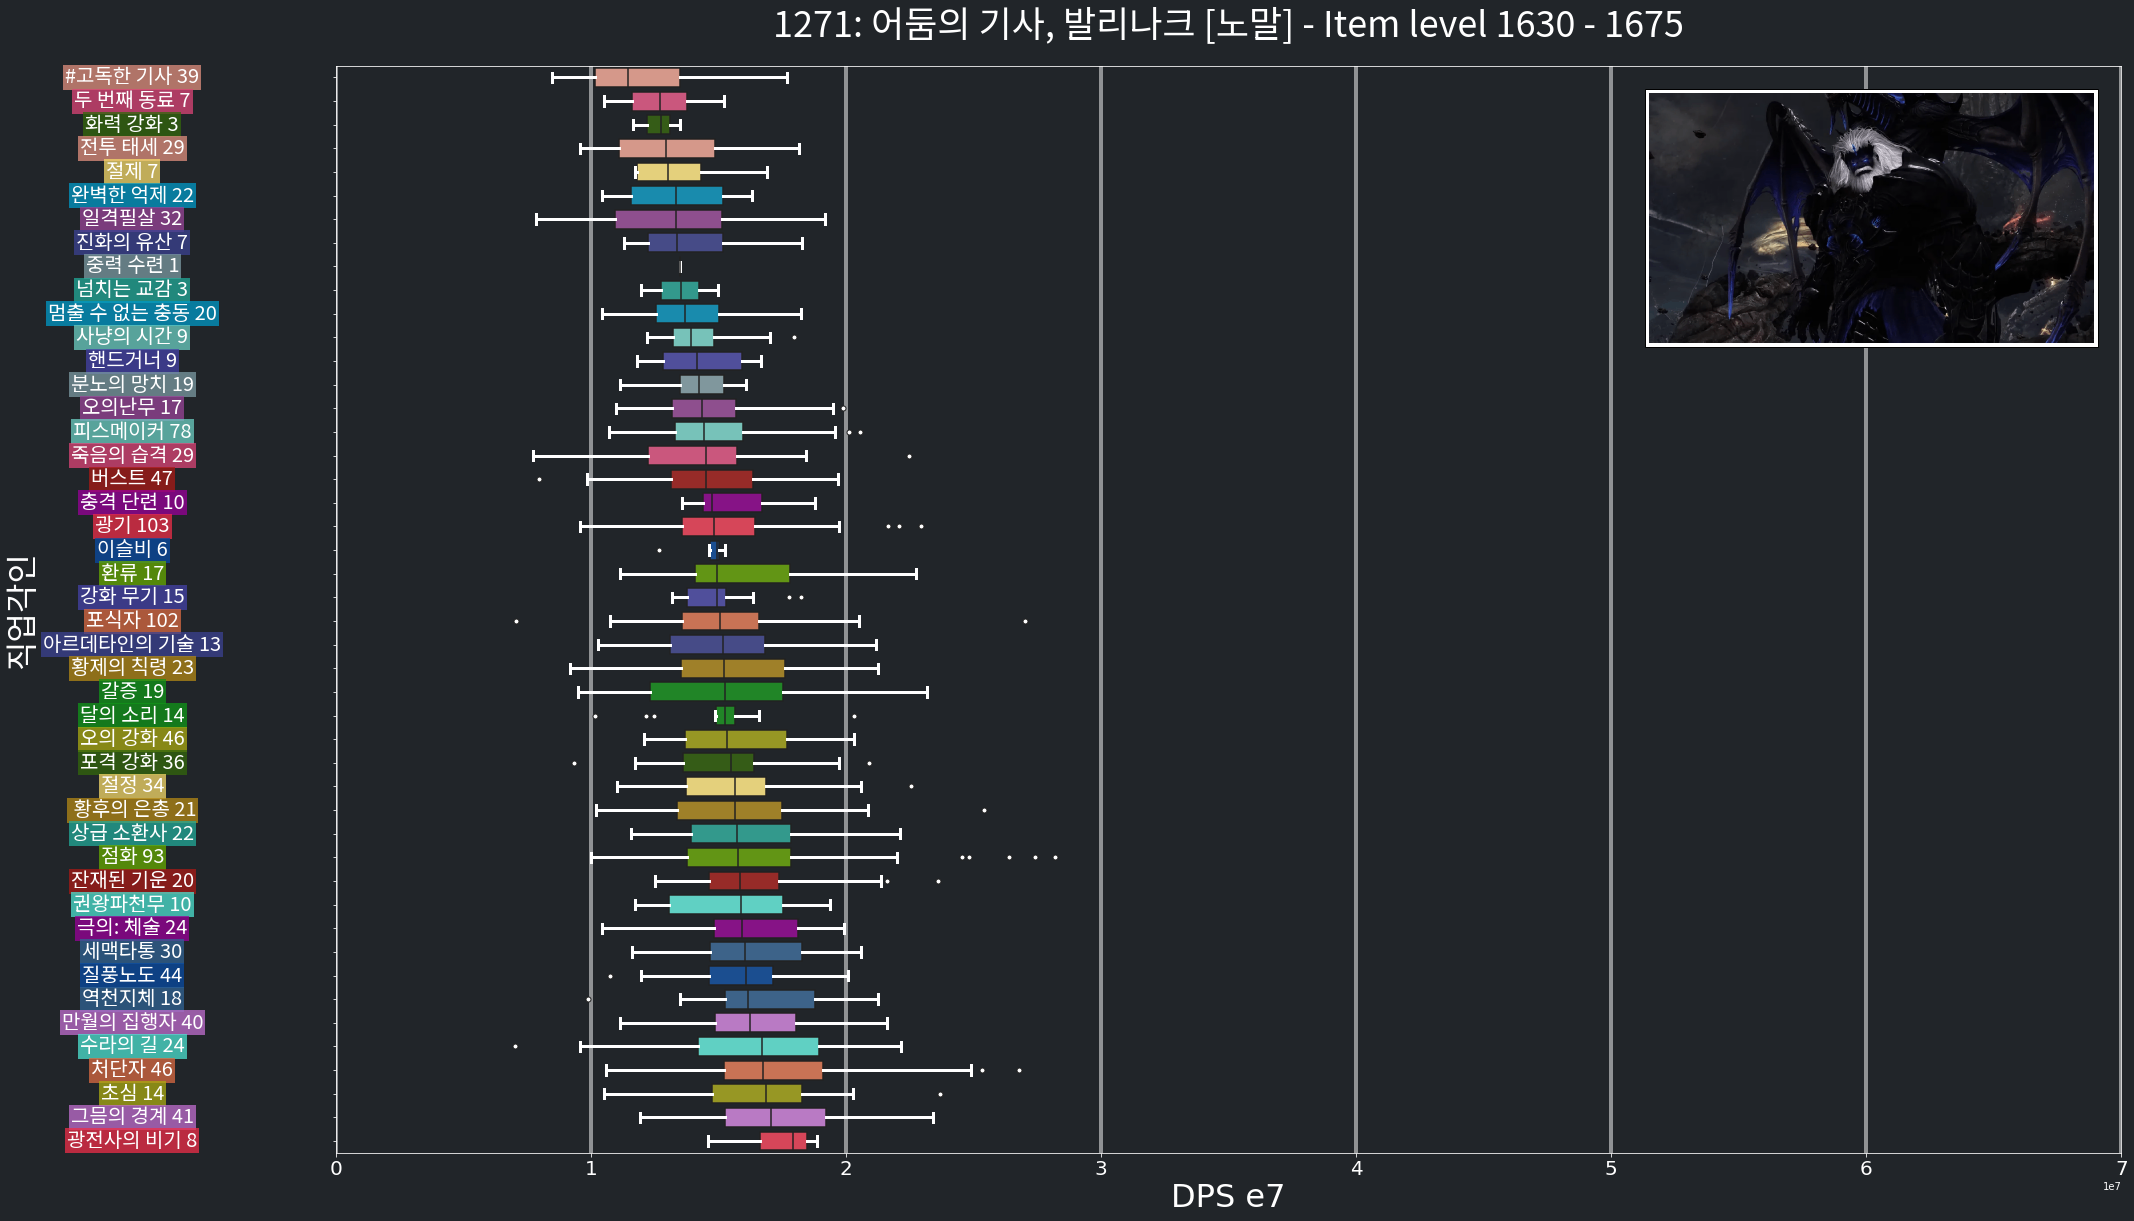 1271: 어둠의 기사, 발리나크 [노말] - Item level 1630 - 1675
#고독한 기사 39
두 번째 동료 7
화력 강화 3
전투 태세 29
절제 7
완벽한 억제 22
일격필살 32
진화의 유산 7
중력 수련 1
넘치는 교감 3
멈출 수 없는 충동 20
사냥의 시간 9
핸드거너 9
분노의 망치 19
오의난무 17
피스메이커 78
죽음의 습격 29
버스트 47
충격 단련 10
광기 103
이슬비 6
환류 17
강화 무기 15
포식자 102
아르데타인의 기술 13
황제의 칙령 23
갈증 19
달의 소리 14
오의 강화 46
포격 강화 36
절정 34
황후의 은총 21
상급 소환사 22
점화 93
잔재된 기운 20
권왕파천무 10
극의: 체술 24
세맥타통 30
질풍노도 44
역천지체 18
만월의 집행자 40
수라의 길 24
처단자 46
초심 14
그믐의 경계 41
광전사의 비기 8
직업각인
0 1 2 3 4 5 6 7
1e7
DPS e7